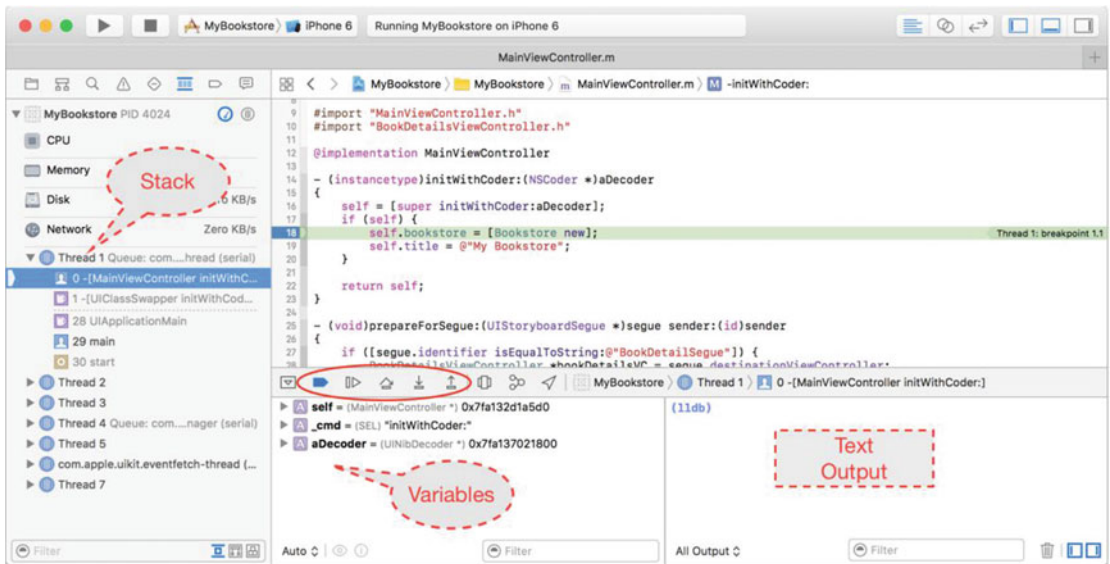 MyBookstore iPhone 6 Running MyBookstore on iPhone 6
MainViewController.m
MyBookstore MyBookstore MainViewController.m M -initWithCoder:
MyBookstore PID 4024
CPU
Memory
Disk KB/s
Network Zero KB/s
Stack
Thread 1 Queue: com....hread (serial)
0 -[MainViewController initWithC...
1 -[UIClassSwapper initWithCod...
28 UIApplicationMain
29 main
30 start
Thread 2
Thread 3
Thread 4 Queue: com....nager (serial)
Thread 5
com.apple.uikit.eventfetch-thread (...
Thread 7
Filter
9 #import "MainViewController.h"
10 #import "BookDetailsViewController.h"
11
12 @implementation MainViewController
13
14 - (instancetype)initWithCoder:(NSCoder *)aDecoder
15 {
16 self = [super initWithCoder:aDecoder];
17 if (self) {
18 self.bookstore = [Bookstore new]; Thread 1: breakpoint 1.1
19 self.title = @"My Bookstore";
20 }
21
22 return self;
23 }
24
25 - (void)prepareForSegue:(UIStoryboardSegue *)segue sender:(id)sender
26 {
27 if ([segue.identifier isEqualToString:@"BookDetailSegue"]) {
28 BookDetailsViewController *bookDetailsVC = segue.destinationViewController;
MyBookstore Thread 1 0 -[MainViewController initWithCoder:]
A self = (MainViewController *) 0x7fa132d1a5d0
A _cmd = (SEL) "initWithCoder:"
A aDecoder = (UINibDecoder *) 0x7fa137021800
Variables
Auto Filter
(lldb)
Text
Output
All Output Filter